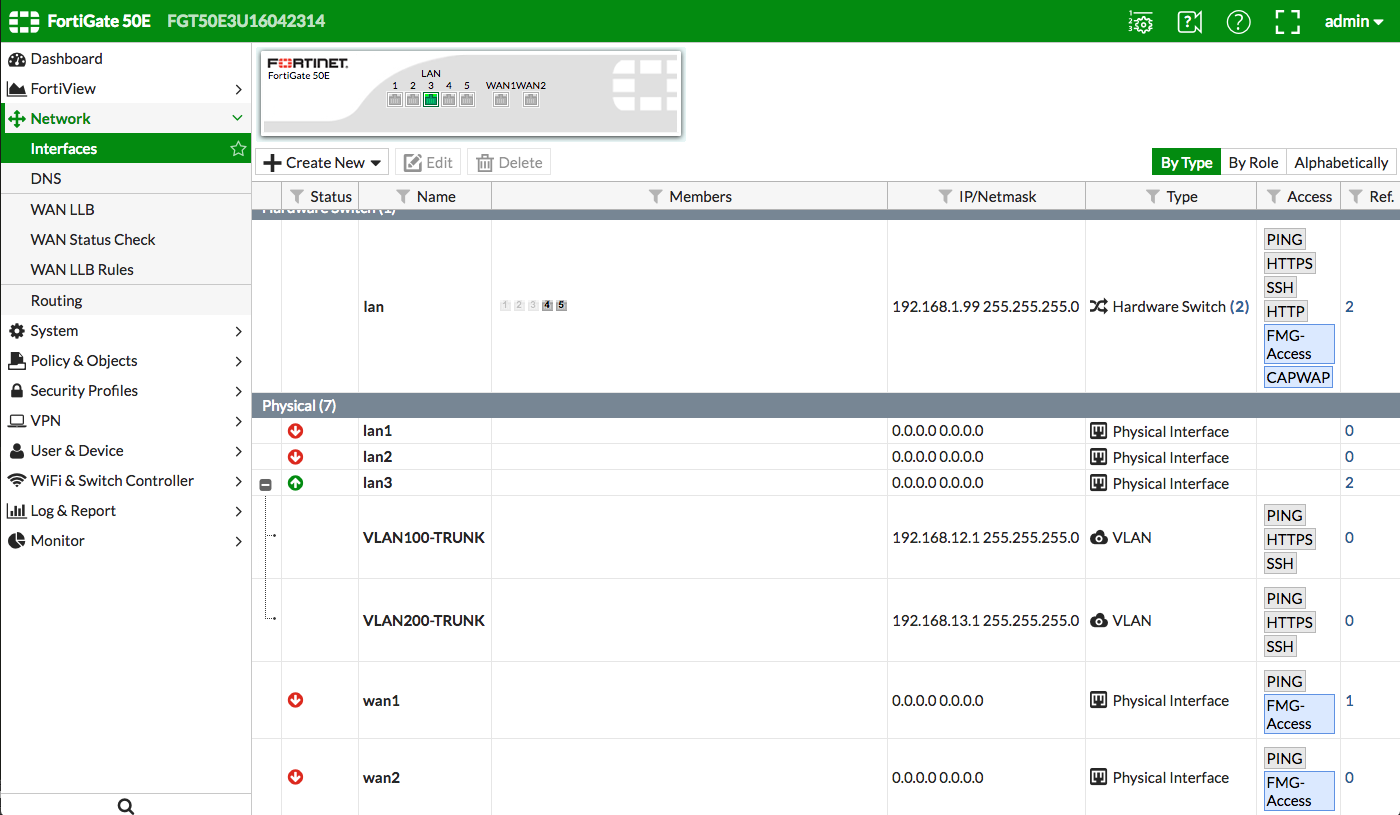 FortiGate 50E FGT50E3U16042314 admin
Dashboard
FortiView
Network
Interfaces
DNS
WAN LLB
WAN Status Check
WAN LLB Rules
Routing
System
Policy & Objects
Security Profiles
VPN
User & Device
WiFi & Switch Controller
Log & Report
Monitor
FORTINET
FortiGate 50E
LAN
1 2 3 4 5 WAN1 WAN2
Create New Edit Delete By Type By Role Alphabetically
Status Name Members IP/Netmask Type Access Ref.
Hardware Switch (1)
lan 1 2 3 4 5 192.168.1.99 255.255.255.0 Hardware Switch (2) 2
PING
HTTPS
SSH
HTTP
FMG-
Access
CAPWAP
Physical (7)
lan1 0.0.0.0 0.0.0.0 Physical Interface 0
lan2 0.0.0.0 0.0.0.0 Physical Interface 0
lan3 0.0.0.0 0.0.0.0 Physical Interface 2
VLAN100-TRUNK 192.168.12.1 255.255.255.0 VLAN 0
PING
HTTPS
SSH
VLAN200-TRUNK 192.168.13.1 255.255.255.0 VLAN 0
PING
HTTPS
SSH
wan1 0.0.0.0 0.0.0.0 Physical Interface 1
PING
FMG-
Access
wan2 0.0.0.0 0.0.0.0 Physical Interface 0
PING
FMG-
Access